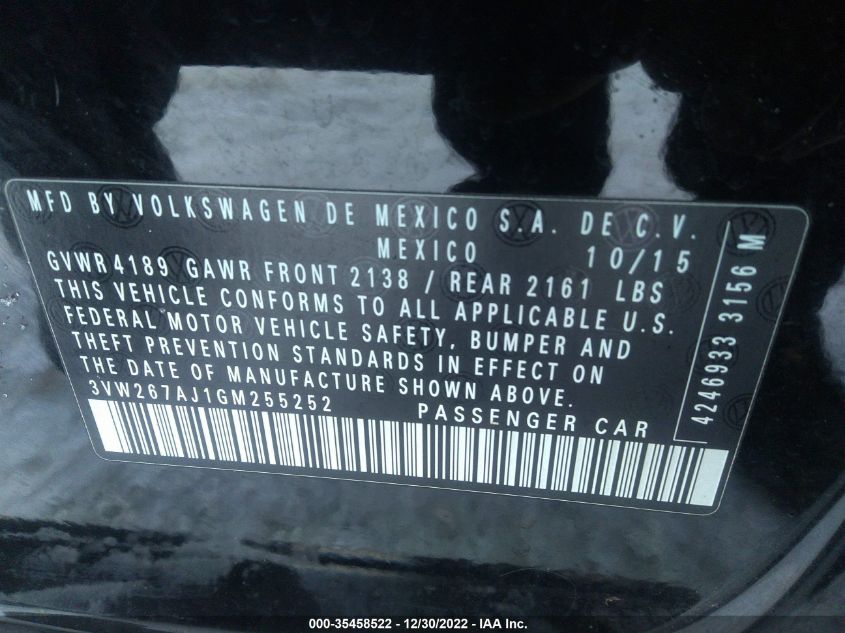 MFD BY VOLKSWAGEN DE MEXICO S.A. DE C.V.
MEXICO 10/15
GVWR 4189 GAWR FRONT 2138 / REAR 2161 LBS
THIS VEHICLE CONFORMS TO ALL APPLICABLE U.S.
FEDERAL MOTOR VEHICLE SAFETY, BUMPER AND
THEFT PREVENTION STANDARDS IN EFFECT ON
THE DATE OF MANUFACTURE SHOWN ABOVE.
3VW267AJ1GM255252 PASSENGER CAR
4246933 3156 M
000-35458522 - 12/30/2022 - IAA Inc.